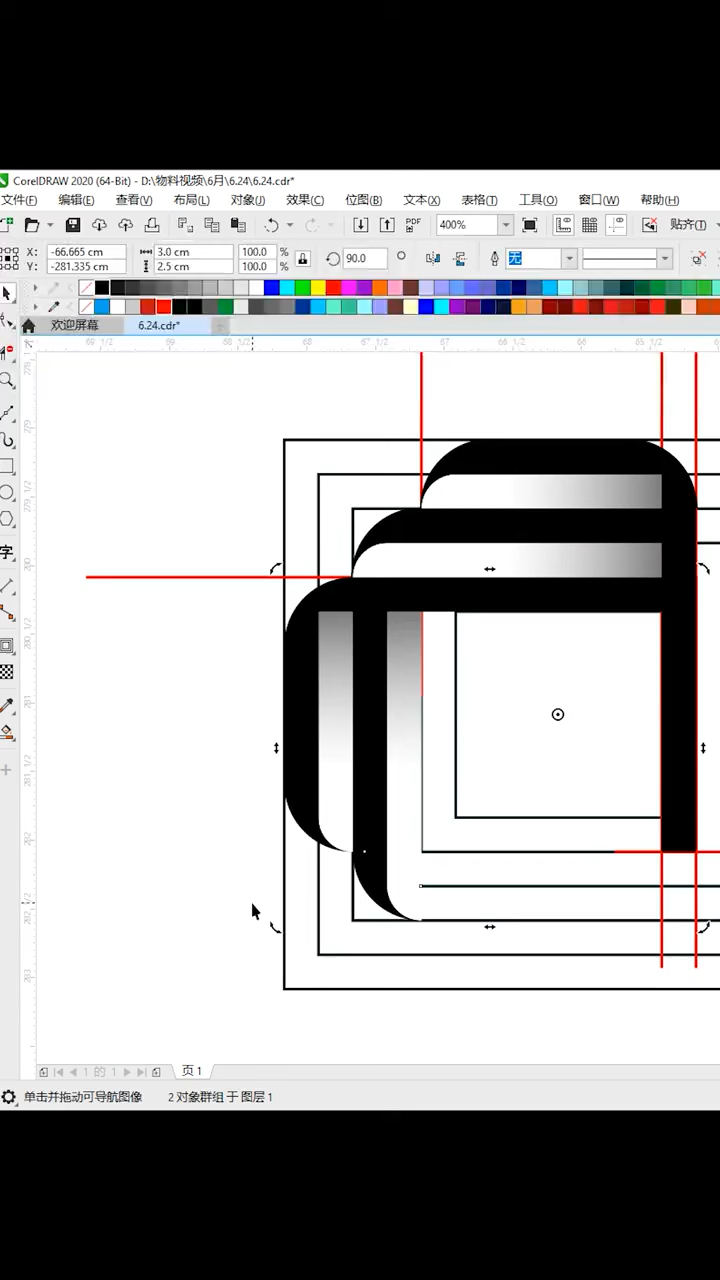 CorelDRAW 2020 (64-Bit) - D:\物料视频\6月\6.24\6.24.cdr*
文件(F) 编辑(E) 查看(V) 布局(L) 对象(J) 效果(C) 位图(B) 文本(X) 表格(T) 工具(O) 窗口(W) 帮助(H)
PDF 400% 贴齐(T)
X: -66.665 cm 3.0 cm 100.0 % 90.0 无
Y: -281.335 cm 2.5 cm 100.0 %
欢迎屏幕 6.24.cdr*
字
1 的 1 页 1
单击并拖动可导航图像 2 对象群组 于 图层 1